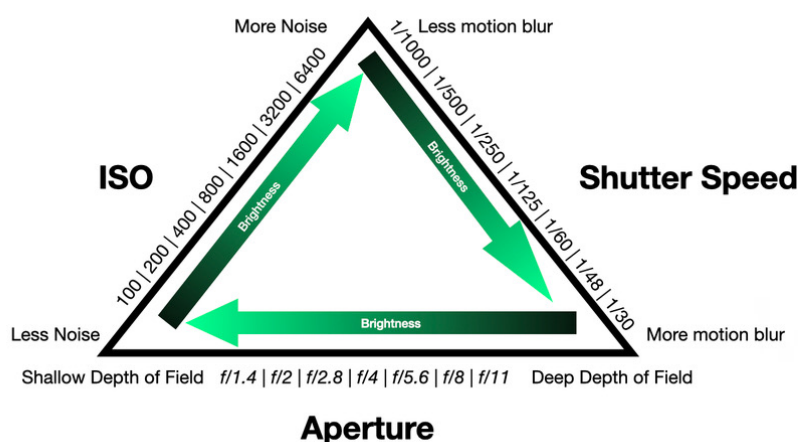 More Noise
Less motion blur
100 | 200 | 400 | 800 | 1600 | 3200 | 6400
1/1000 | 1/500 | 1/250 | 1/125 | 1/60 | 1/48 | 1/30
Brightness
Brightness
ISO
Shutter Speed
Brightness
Less Noise
More motion blur
Shallow Depth of Field
f/1.4 | f/2 | f/2.8 | f/4 | f/5.6 | f/8 | f/11
Deep Depth of Field
Aperture